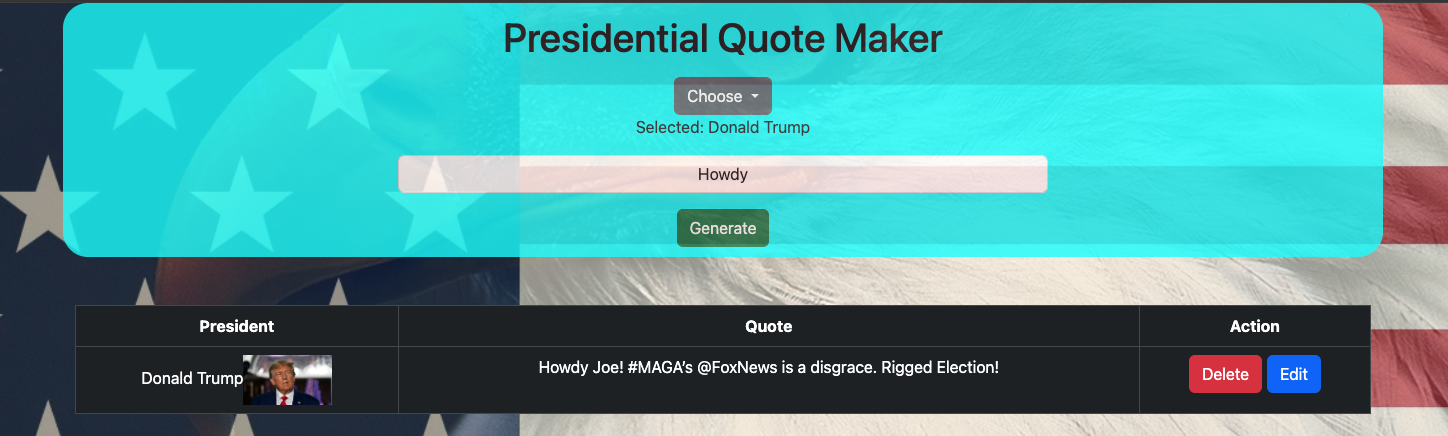 Presidential Quote Maker
Choose
Selected: Donald Trump
Howdy
Generate
President Quote Action
Donald Trump Howdy Joe! #MAGA’s @FoxNews is a disgrace. Rigged Election! Delete Edit